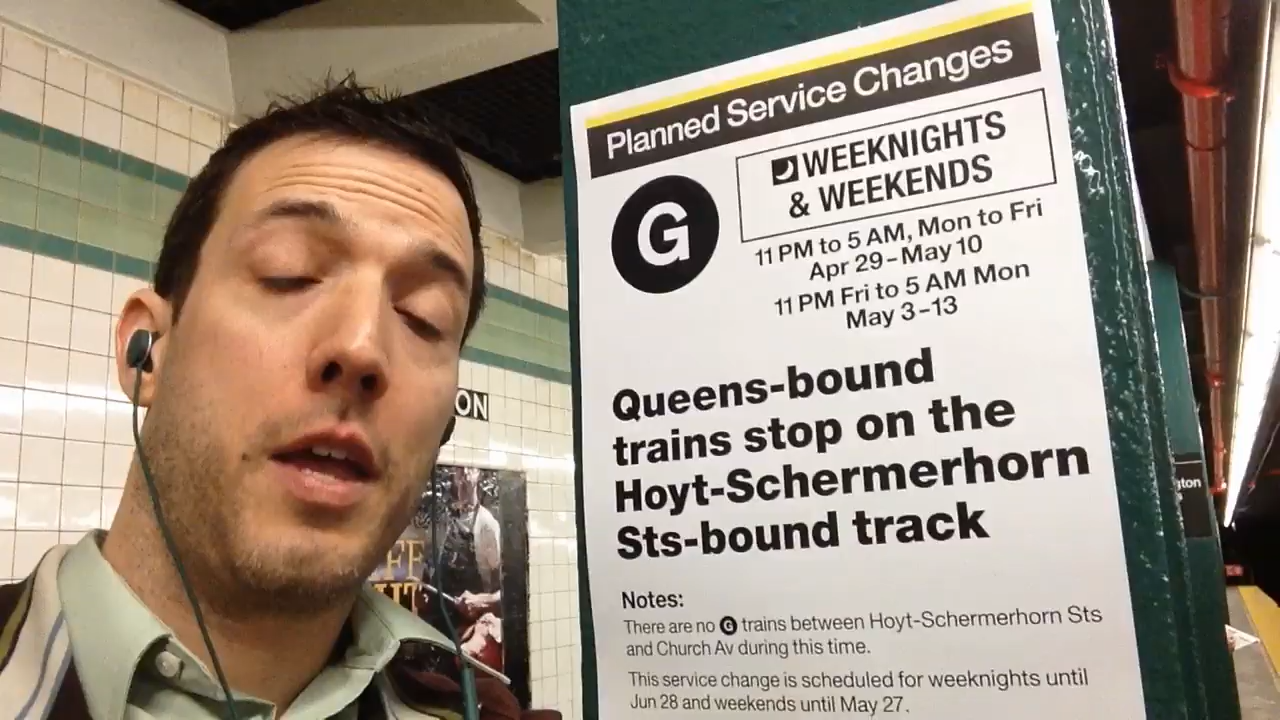 Planned Service Changes
G
WEEKNIGHTS
& WEEKENDS
11 PM to 5 AM, Mon to Fri
Apr 29 – May 10
11 PM Fri to 5 AM Mon
May 3 – 13
Queens-bound
trains stop on the
Hoyt-Schermerhorn
Sts-bound track
Notes:
There are no G trains between Hoyt-Schermerhorn Sts
and Church Av during this time.
This service change is scheduled for weeknights until
Jun 28 and weekends until May 27.
ON
gton